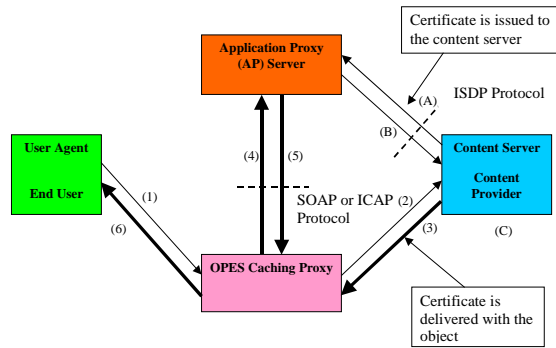 Certificate is issued to
the content server
Application Proxy
(AP) Server
(A)
ISDP Protocol
(B)
User Agent
End User
(4)
(5)
Content Server
Content
Provider
(1)
SOAP or ICAP
Protocol
(2)
(6)
(3)
(C)
OPES Caching Proxy
Certificate is
delivered with the
object